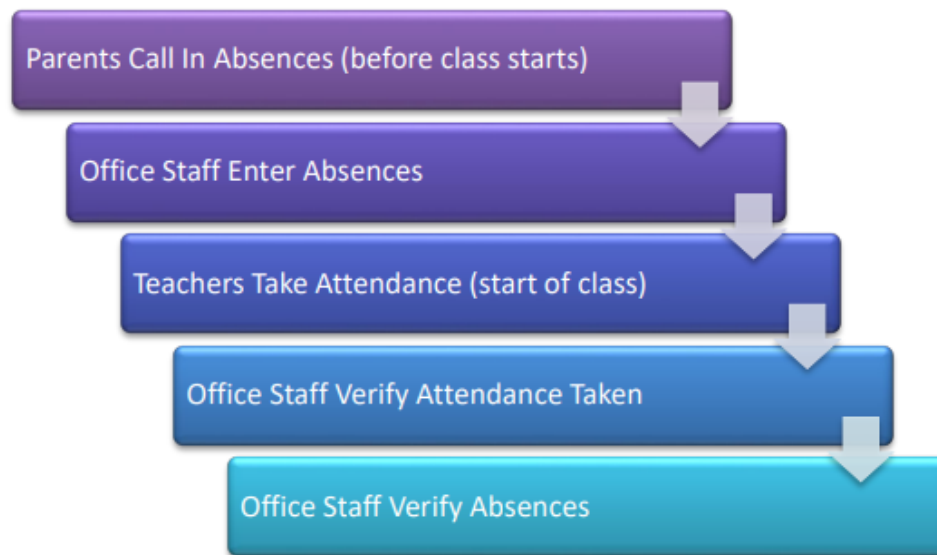 Parents Call In Absences (before class starts)
Office Staff Enter Absences
Teachers Take Attendance (start of class)
Office Staff Verify Attendance Taken
Office Staff Verify Absences